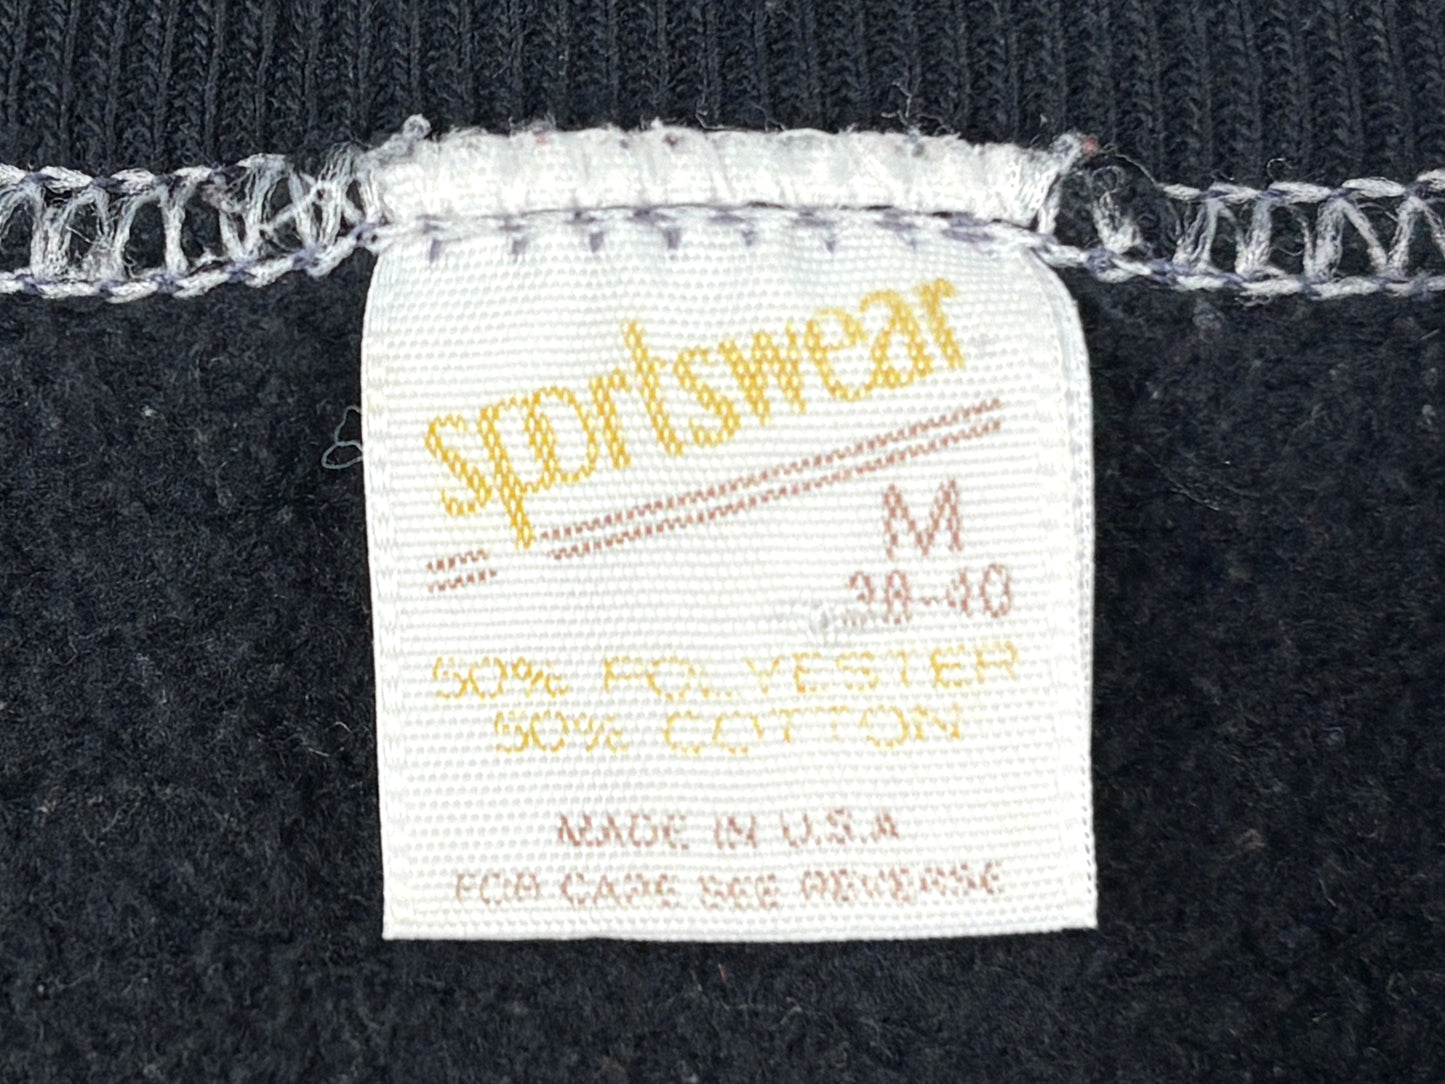 sportswear
M
38-40
50% POLYESTER
50% COTTON
MADE IN U.S.A
FOR CARE SEE REVERSE